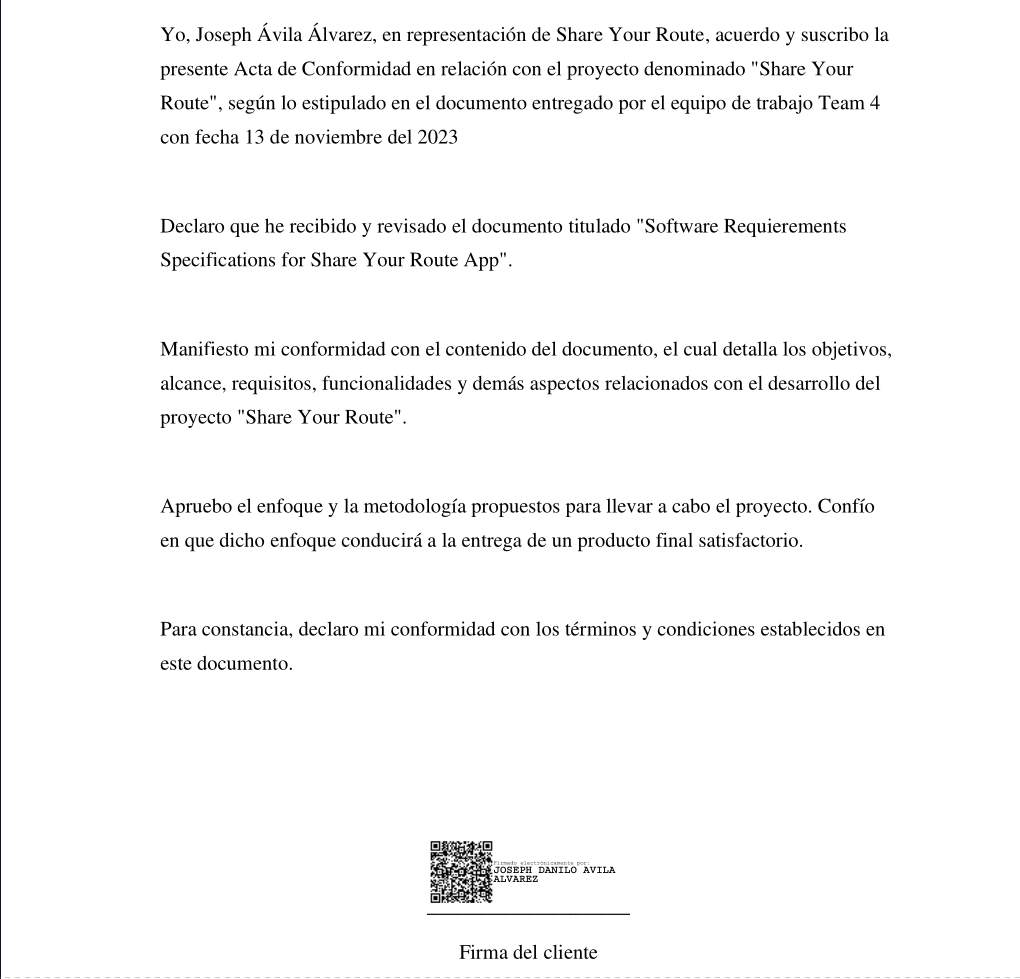 Yo, Joseph Ávila Álvarez, en representación de Share Your Route, acuerdo y suscribo la
presente Acta de Conformidad en relación con el proyecto denominado "Share Your
Route", según lo estipulado en el documento entregado por el equipo de trabajo Team 4
con fecha 13 de noviembre del 2023
Declaro que he recibido y revisado el documento titulado "Software Requierements
Specifications for Share Your Route App".
Manifiesto mi conformidad con el contenido del documento, el cual detalla los objetivos,
alcance, requisitos, funcionalidades y demás aspectos relacionados con el desarrollo del
proyecto "Share Your Route".
Apruebo el enfoque y la metodología propuestos para llevar a cabo el proyecto. Confío
en que dicho enfoque conducirá a la entrega de un producto final satisfactorio.
Para constancia, declaro mi conformidad con los términos y condiciones establecidos en
este documento.
Firmado electrónicamente por:
JOSEPH DANILO AVILA
ALVAREZ
Firma del cliente